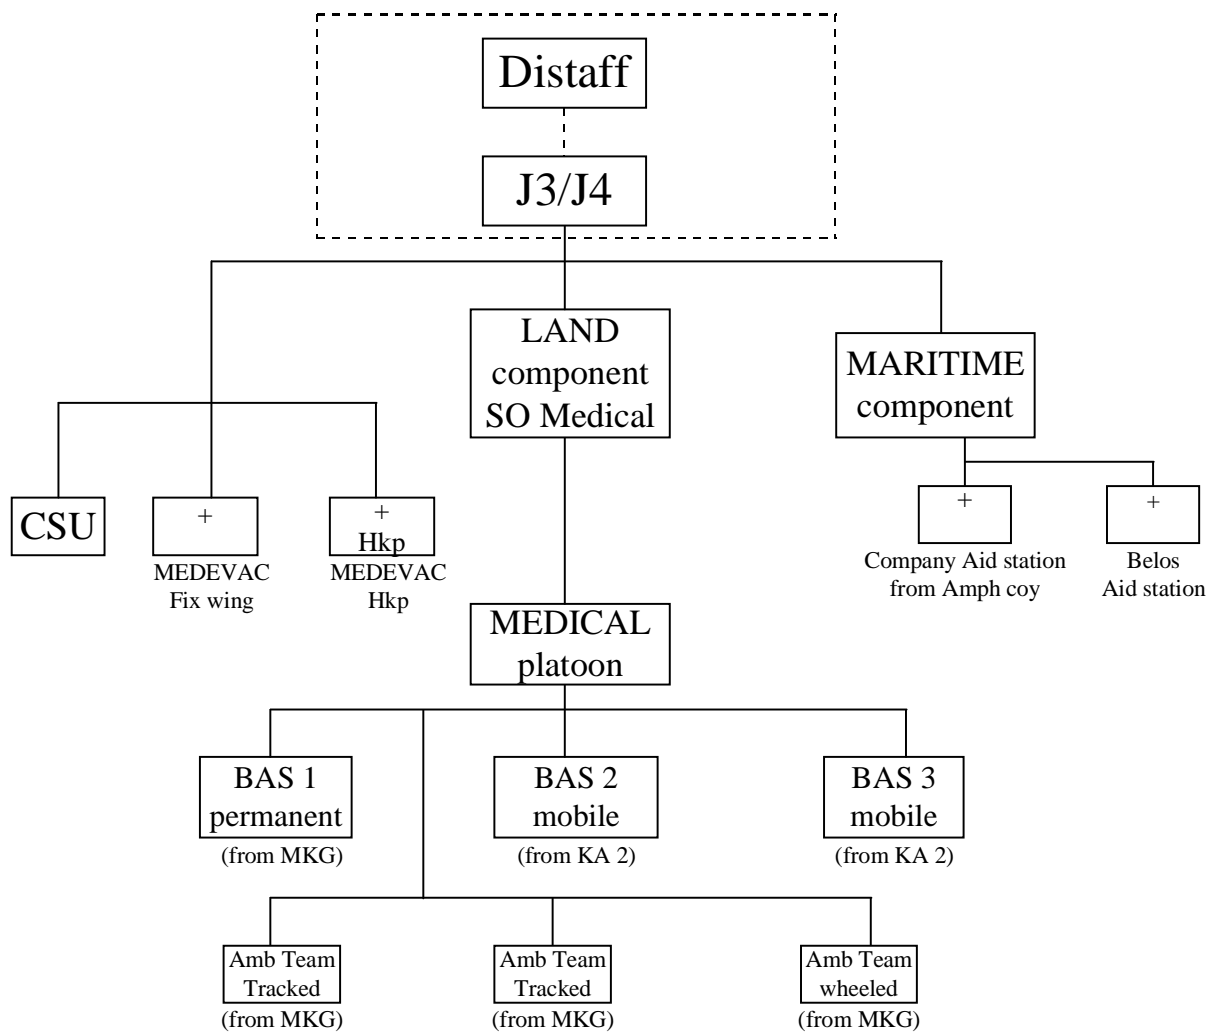 Distaff
J3/J4
LAND
component
SO Medical
MARITIME
component
CSU
+
MEDEVAC
Fix wing
+
Hkp
MEDEVAC
Hkp
+
Company Aid station
from Amph coy
+
Belos
Aid station
MEDICAL
platoon
BAS 1
permanent
(from MKG)
BAS 2
mobile
(from KA 2)
BAS 3
mobile
(from KA 2)
Amb Team
Tracked
(from MKG)
Amb Team
Tracked
(from MKG)
Amb Team
wheeled
(from MKG)